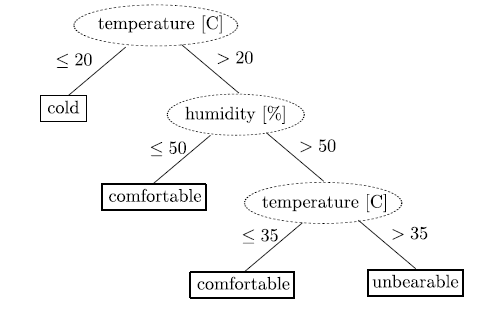 temperature [C]
≤ 20
> 20
cold
humidity [%]
≤ 50
> 50
comfortable
temperature [C]
≤ 35
> 35
comfortable
unbearable